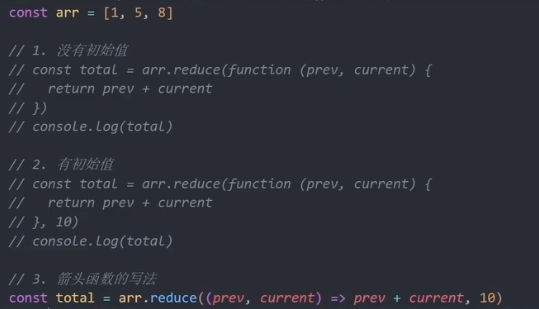 const arr = [1, 5, 8]
// 1. 没有初始值
// const total = arr.reduce(function (prev, current) {
//   return prev + current
// })
// console.log(total)
// 2. 有初始值
// const total = arr.reduce(function (prev, current) {
//   return prev + current
// }, 10)
// console.log(total)
// 3. 箭头函数的写法
const total = arr.reduce((prev, current) => prev + current, 10)